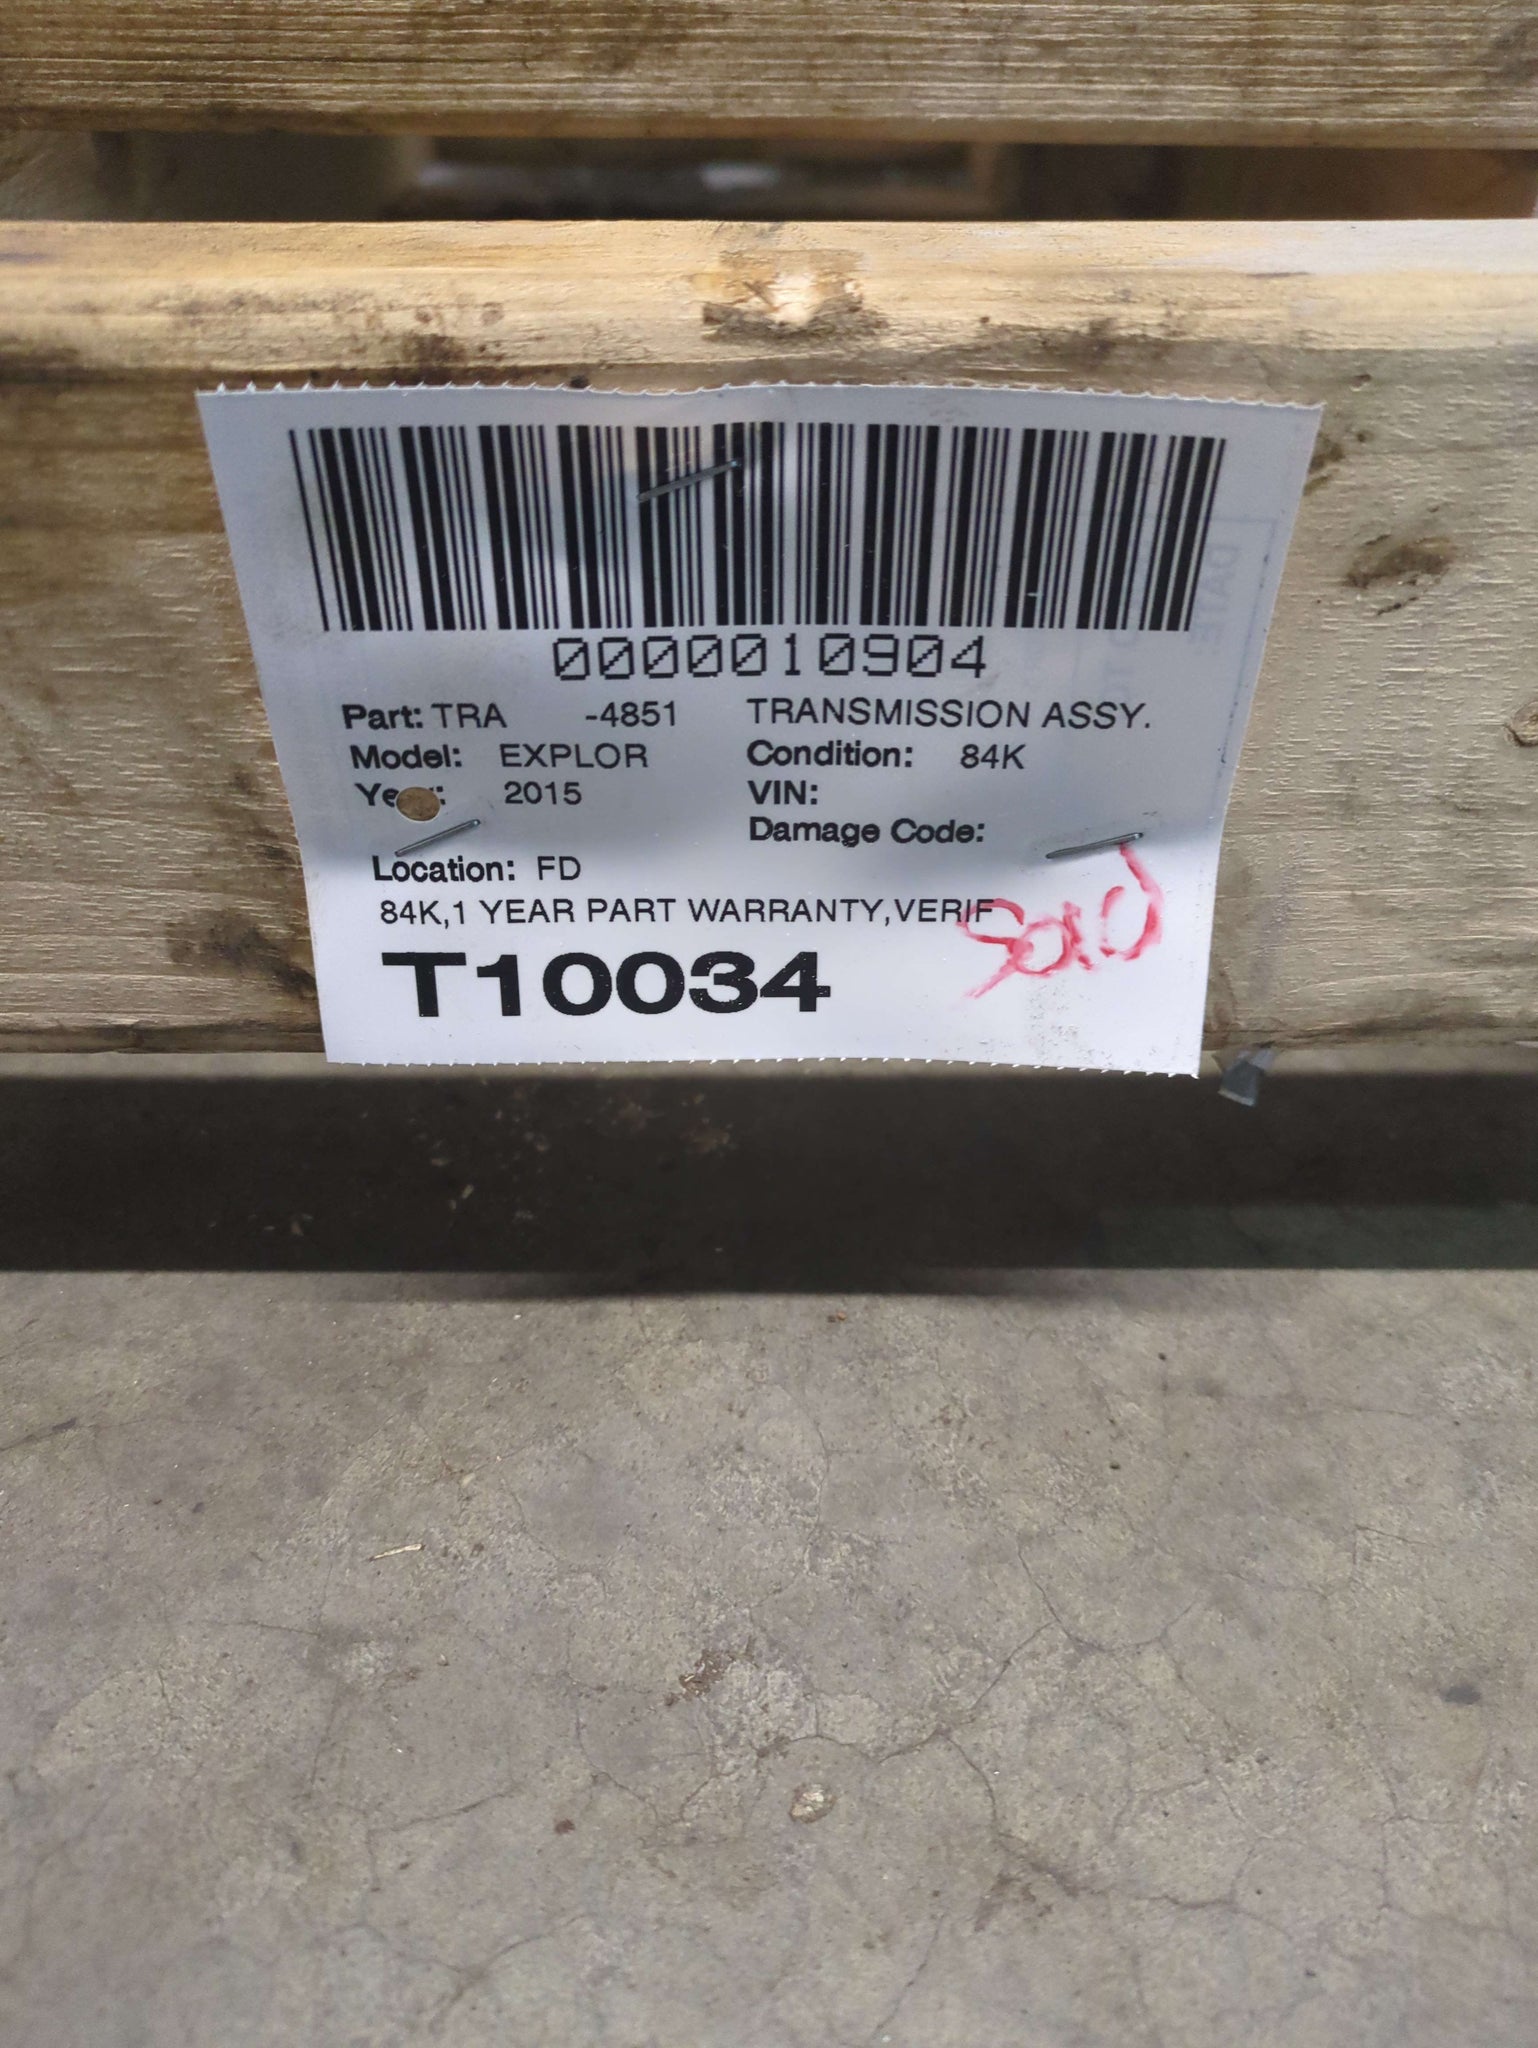 0000010904
Part: TRA -4851 TRANSMISSION ASSY.
Model: EXPLOR Condition: 84K
Year: 2015 VIN:
Damage Code:
Location: FD
84K,1 YEAR PART WARRANTY,VERIF
Sold
T10034